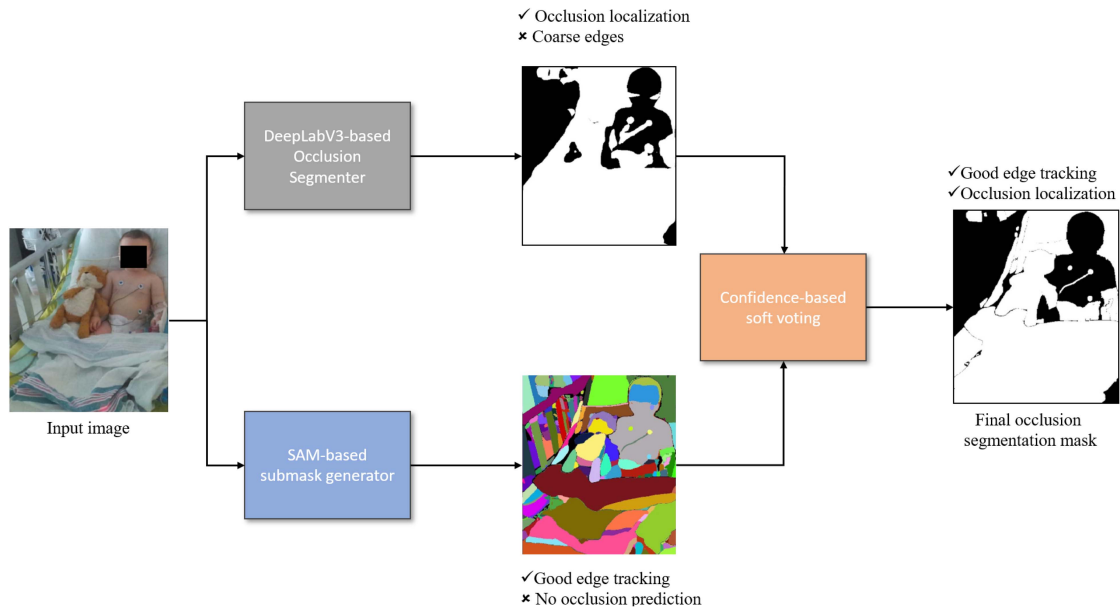 ✓ Occlusion localization
✘ Coarse edges
DeepLabV3-based
Occlusion
Segmenter
✓Good edge tracking
✓Occlusion localization
Confidence-based
soft voting
Input image
SAM-based
submask generator
Final occlusion
segmentation mask
✓Good edge tracking
✘ No occlusion prediction